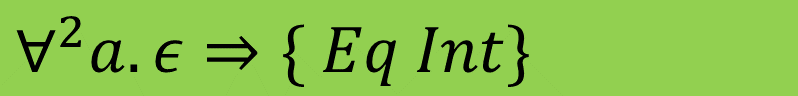 ∀²a. ϵ ⇒ { Eq Int}